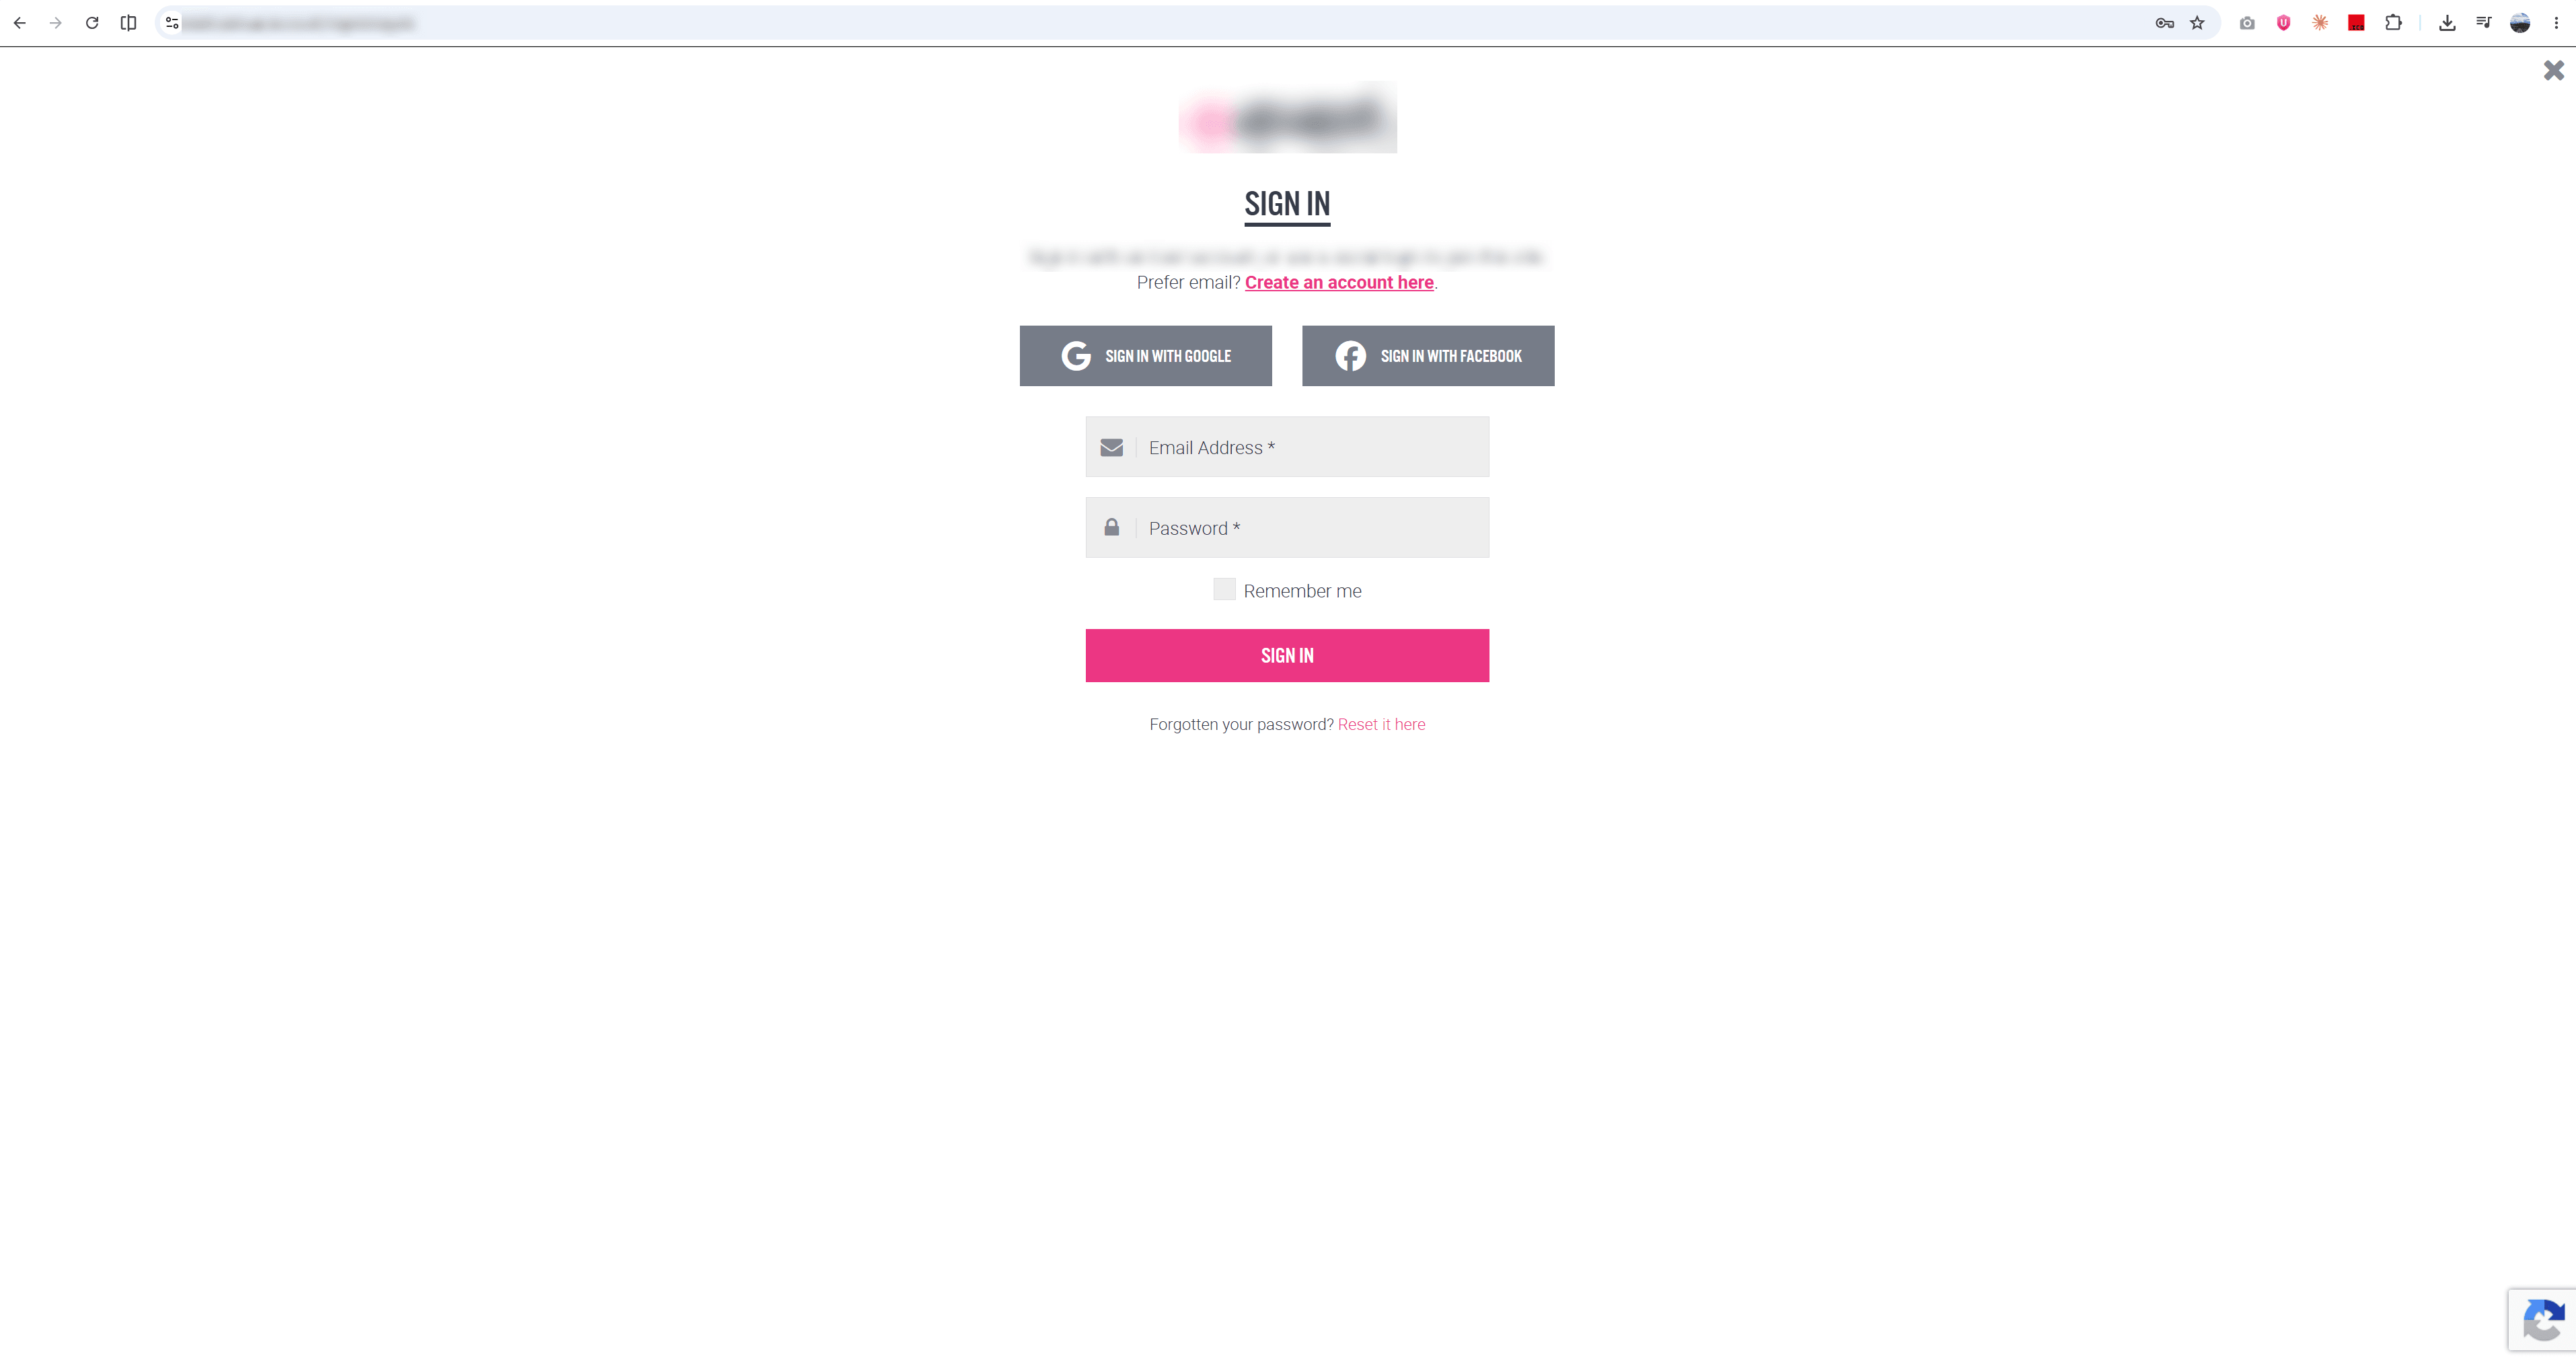 SIGN IN
Prefer email? Create an account here.
SIGN IN WITH GOOGLE
SIGN IN WITH FACEBOOK
Email Address *
Password *
Remember me
SIGN IN
Forgotten your password? Reset it here